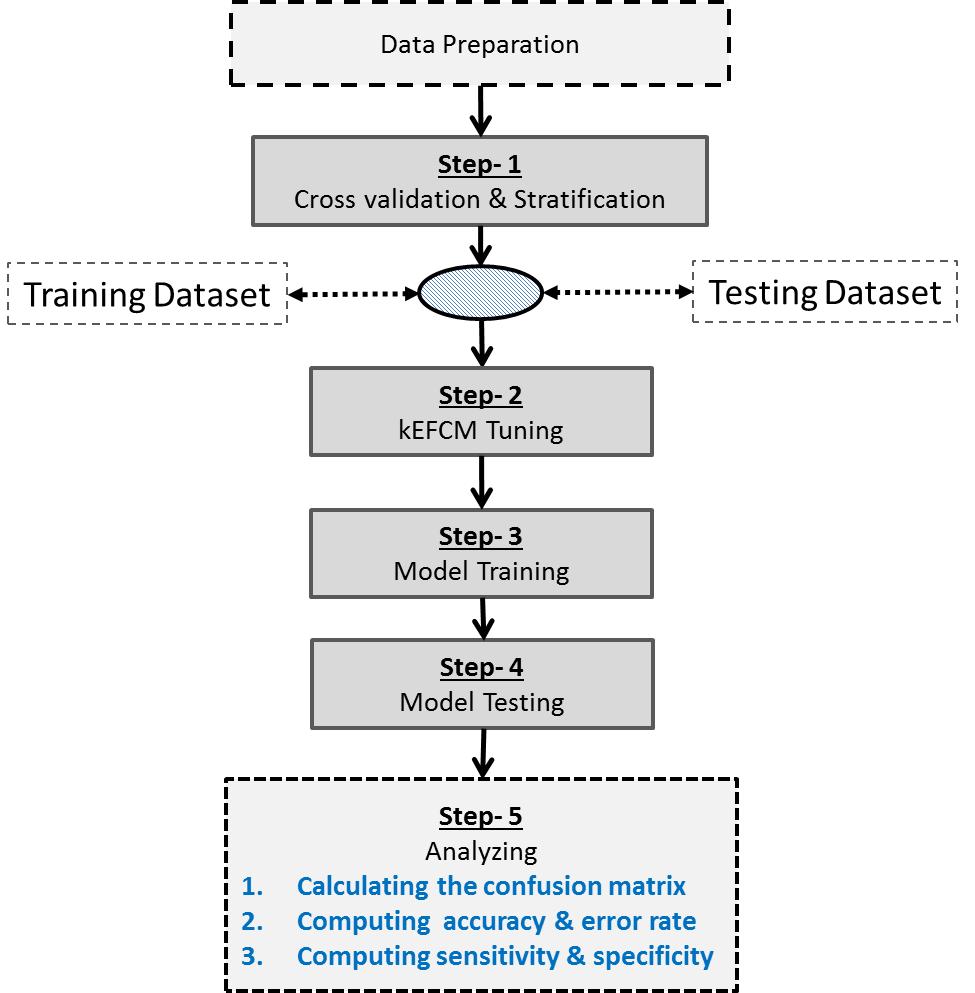 Data Preparation
Step- 1
Cross validation & Stratification
Training Dataset
Testing Dataset
Step- 2
kEFCM Tuning
Step- 3
Model Training
Step- 4
Model Testing
Step- 5
Analyzing
1. Calculating the confusion matrix
2. Computing accuracy & error rate
3. Computing sensitivity & specificity